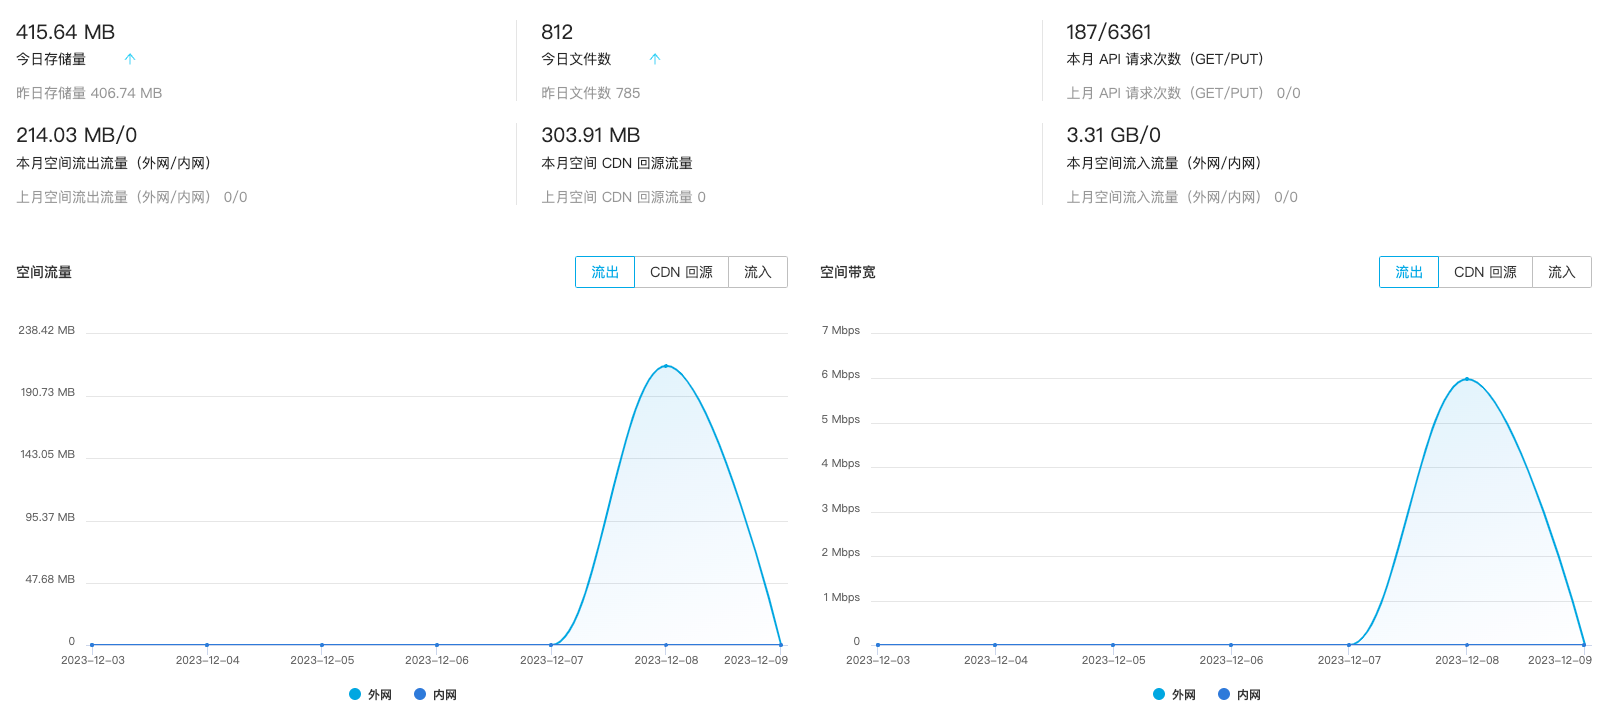 415.64 MB
今日存储量
昨日存储量 406.74 MB
812
今日文件数
昨日文件数 785
187/6361
本月 API 请求次数（GET/PUT）
上月 API 请求次数（GET/PUT） 0/0
214.03 MB/0
本月空间流出流量（外网/内网）
上月空间流出流量（外网/内网） 0/0
303.91 MB
本月空间 CDN 回源流量
上月空间 CDN 回源流量 0
3.31 GB/0
本月空间流入流量（外网/内网）
上月空间流入流量（外网/内网） 0/0
空间流量
流出 CDN 回源 流入
238.42 MB
190.73 MB
143.05 MB
95.37 MB
47.68 MB
0
2023-12-03 2023-12-04 2023-12-05 2023-12-06 2023-12-07 2023-12-08 2023-12-09
外网 内网
空间带宽
流出 CDN 回源 流入
7 Mbps
6 Mbps
5 Mbps
4 Mbps
3 Mbps
2 Mbps
1 Mbps
0
2023-12-03 2023-12-04 2023-12-05 2023-12-06 2023-12-07 2023-12-08 2023-12-09
外网 内网